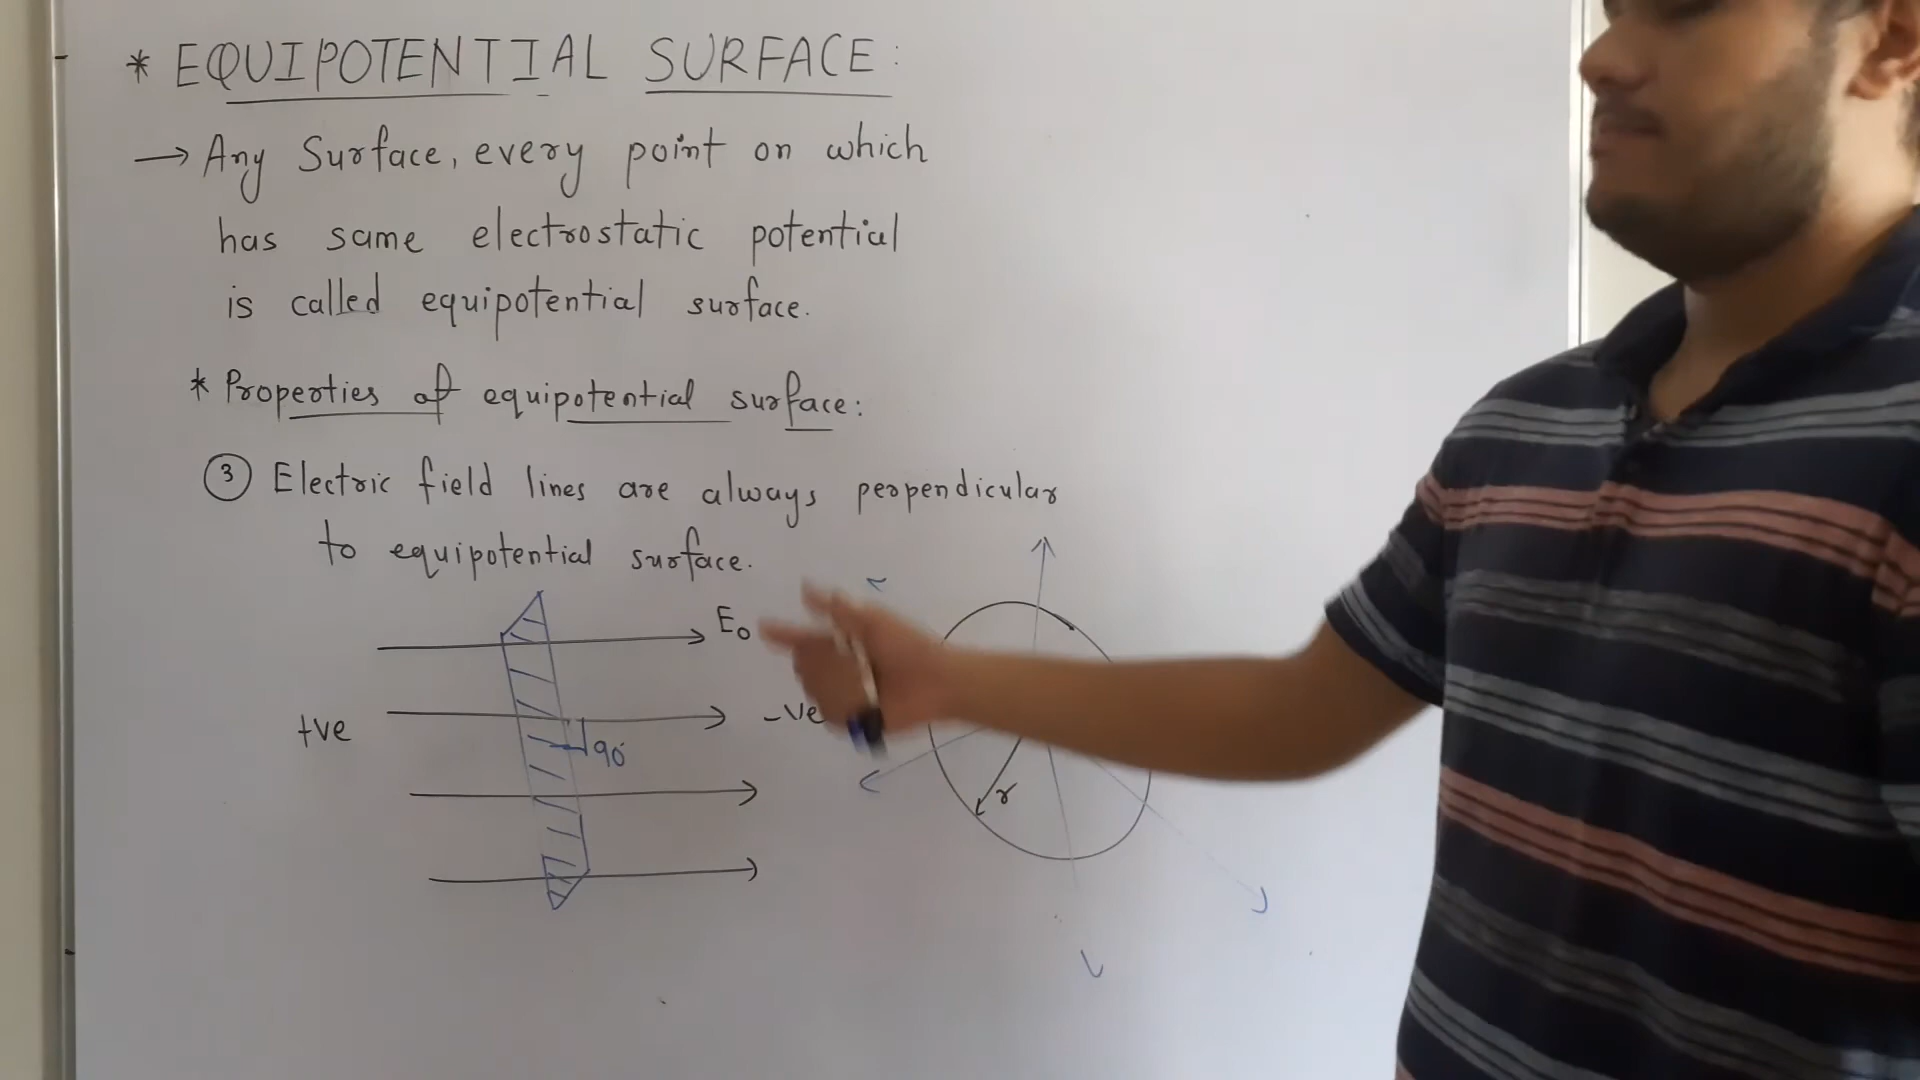 * EQUIPOTENTIAL SURFACE:
→ Any Surface, every point on which
has same electrostatic potential
is called equipotential surface.
* Properties of equipotential surface:
③ Electric field lines are always perpendicular
to equipotential surface.
E₀
+ve
-ve
90°
r